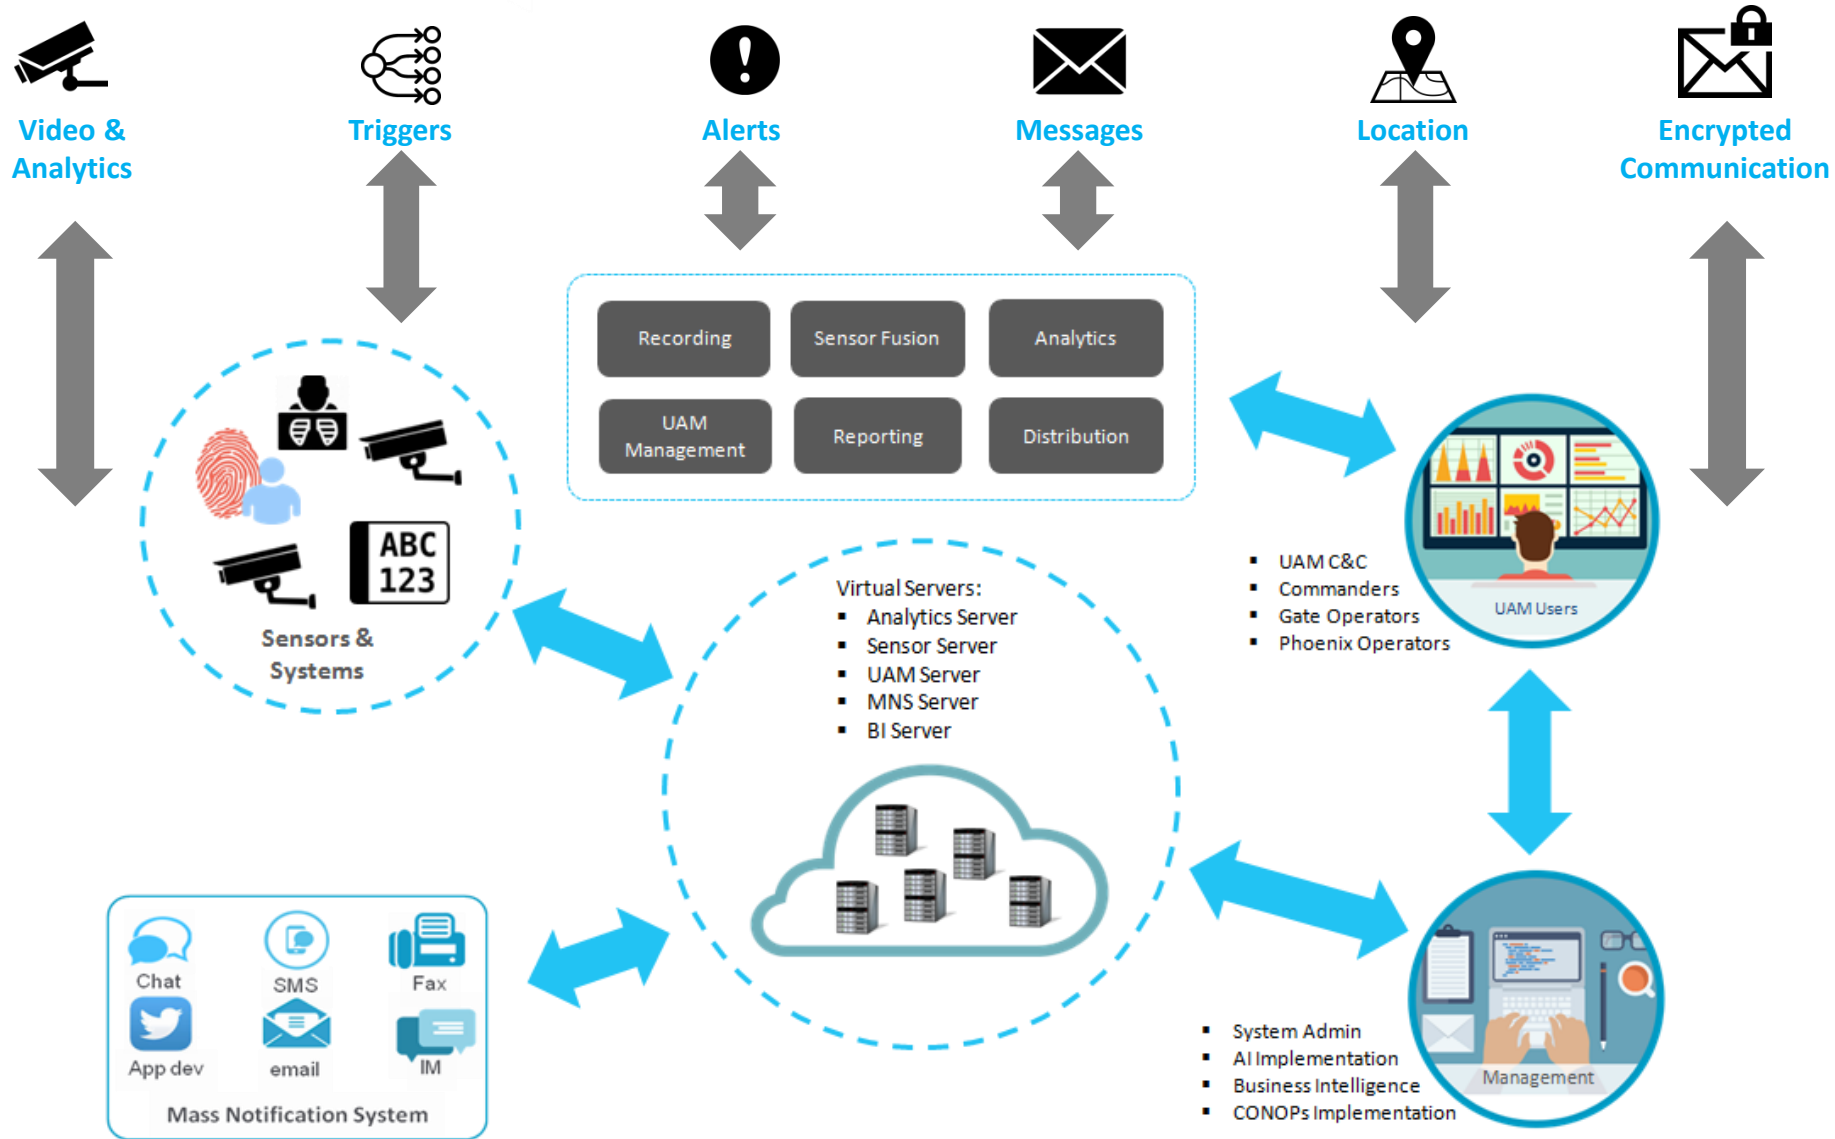 Video &
Analytics
Triggers
Alerts
Messages
Location
Encrypted
Communication
Recording
Sensor Fusion
Analytics
UAM
Management
Reporting
Distribution
ABC
123
Sensors &
Systems
Virtual Servers:
▪ Analytics Server
▪ Sensor Server
▪ UAM Server
▪ MNS Server
▪ BI Server
▪ UAM C&C
▪ Commanders
▪ Gate Operators
▪ Phoenix Operators
UAM Users
Chat
SMS
Fax
App dev
email
IM
Mass Notification System
▪ System Admin
▪ AI Implementation
▪ Business Intelligence
▪ CONOPs Implementation
Management